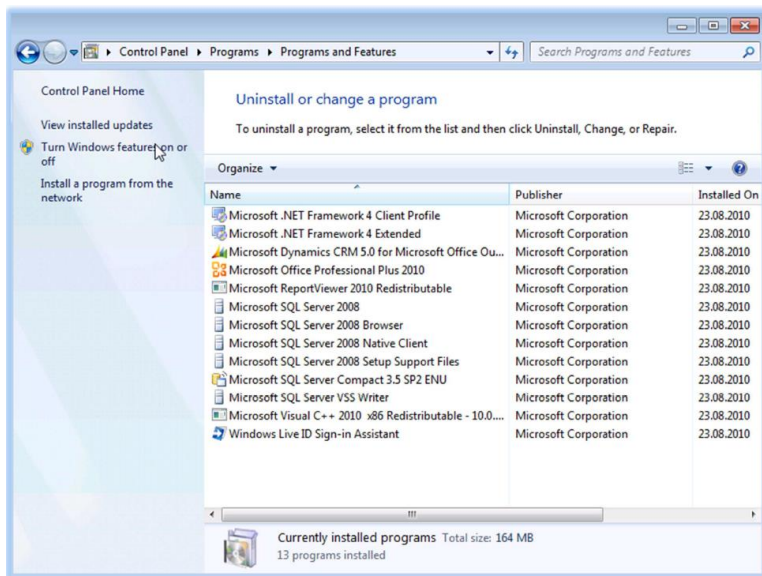 Control Panel Programs Programs and Features
Search Programs and Features
Control Panel Home
View installed updates
Turn Windows features on or
off
Install a program from the
network
Uninstall or change a program
To uninstall a program, select it from the list and then click Uninstall, Change, or Repair.
Organize
Name Publisher Installed On
Microsoft .NET Framework 4 Client Profile Microsoft Corporation 23.08.2010
Microsoft .NET Framework 4 Extended Microsoft Corporation 23.08.2010
Microsoft Dynamics CRM 5.0 for Microsoft Office Ou... Microsoft Corporation 23.08.2010
Microsoft Office Professional Plus 2010 Microsoft Corporation 23.08.2010
Microsoft ReportViewer 2010 Redistributable Microsoft Corporation 23.08.2010
Microsoft SQL Server 2008 Microsoft Corporation 23.08.2010
Microsoft SQL Server 2008 Browser Microsoft Corporation 23.08.2010
Microsoft SQL Server 2008 Native Client Microsoft Corporation 23.08.2010
Microsoft SQL Server 2008 Setup Support Files Microsoft Corporation 23.08.2010
Microsoft SQL Server Compact 3.5 SP2 ENU Microsoft Corporation 23.08.2010
Microsoft SQL Server VSS Writer Microsoft Corporation 23.08.2010
Microsoft Visual C++ 2010 x86 Redistributable - 10.0.... Microsoft Corporation 23.08.2010
Windows Live ID Sign-in Assistant Microsoft Corporation 23.08.2010
Currently installed programs Total size: 164 MB
13 programs installed